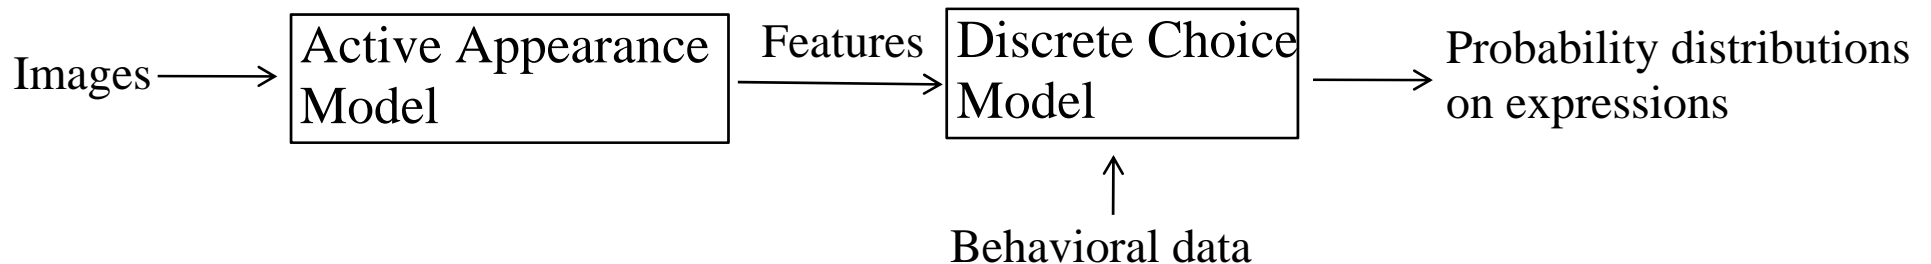 Images
Active Appearance
Model
Features
Discrete Choice
Model
Probability distributions
on expressions
Behavioral data